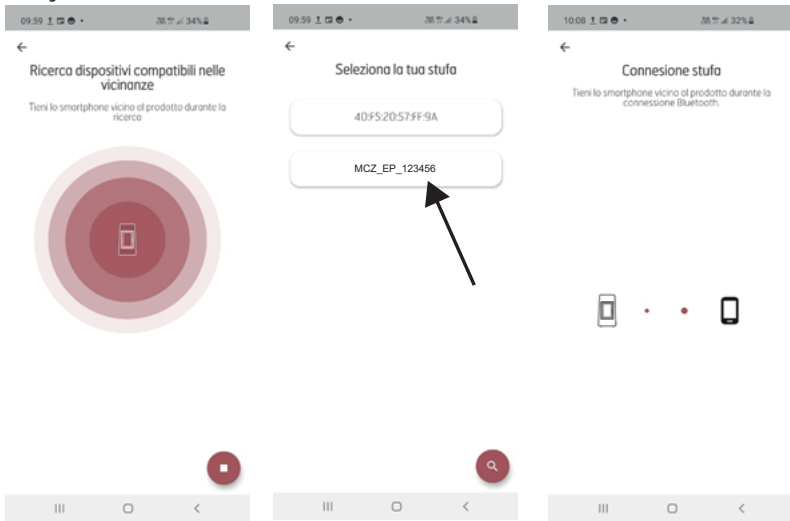 09:59
34%
Ricerca dispositivi compatibili nelle
vicinanze
Tieni lo smartphone vicino al prodotto durante la
ricerca
09:59
34%
Seleziona la tua stufa
40:F5:20:57:FF:9A
MCZ_EP_123456
10:08
32%
Connesione stufa
Tieni lo smartphone vicino al prodotto durante la
connessione Bluetooth.